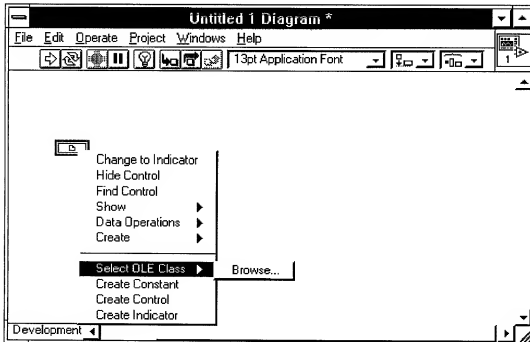 Untitled 1 Diagram *
File Edit Operate Project Windows Help
13pt Application Font
1
Change to Indicator
Hide Control
Find Control
Show
Data Operations
Create
Select OLE Class Browse...
Create Constant
Create Control
Create Indicator
Development